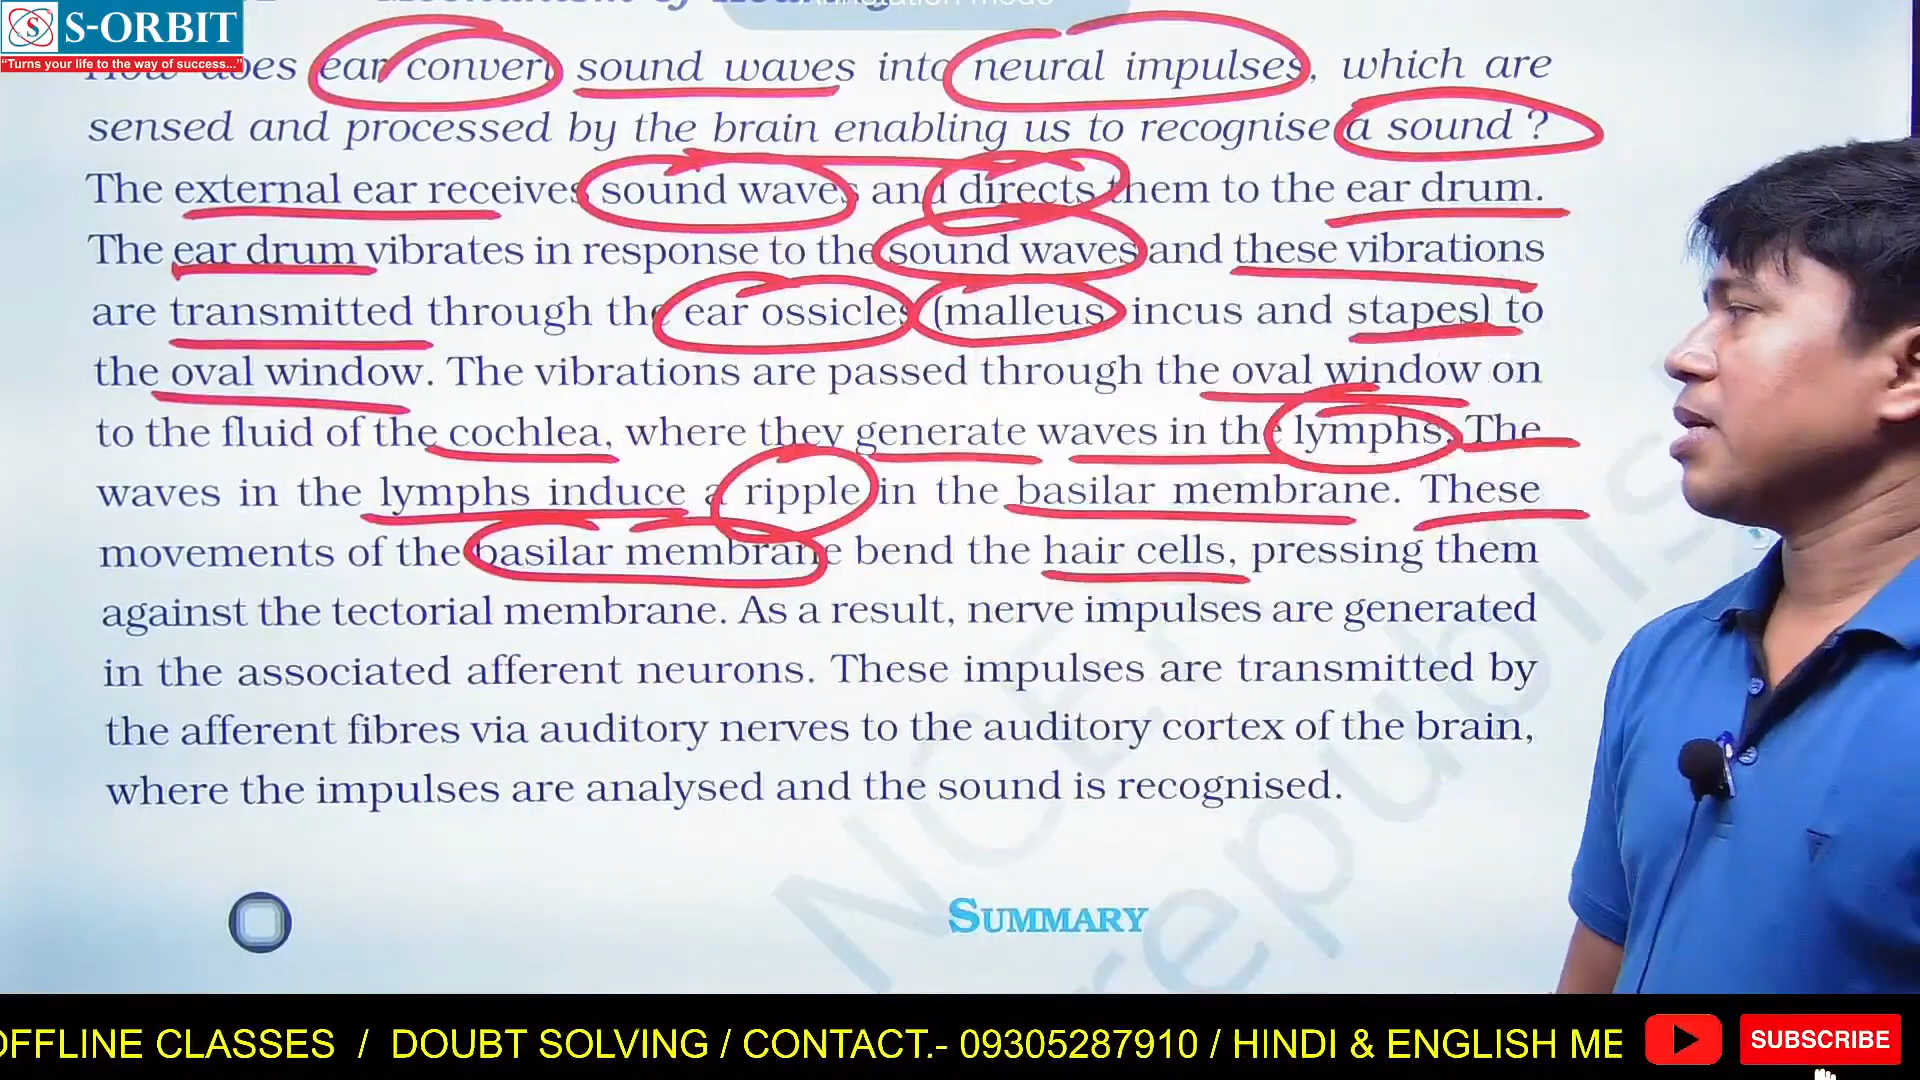 S-ORBIT
"Turns your life to the way of success..."
does ear convert sound waves into neural impulses, which are
sensed and processed by the brain enabling us to recognise a sound ?
The external ear receives sound waves and directs them to the ear drum.
The ear drum vibrates in response to the sound waves and these vibrations
are transmitted through the ear ossicles (malleus incus and stapes) to
the oval window. The vibrations are passed through the oval window on
to the fluid of the cochlea, where they generate waves in the lymphs. The
waves in the lymphs induce a ripple in the basilar membrane. These
movements of the basilar membrane bend the hair cells, pressing them
against the tectorial membrane. As a result, nerve impulses are generated
in the associated afferent neurons. These impulses are transmitted by
the afferent fibres via auditory nerves to the auditory cortex of the brain,
where the impulses are analysed and the sound is recognised.
SUMMARY
OFFLINE CLASSES / DOUBT SOLVING / CONTACT.- 09305287910 / HINDI & ENGLISH ME
SUBSCRIBE